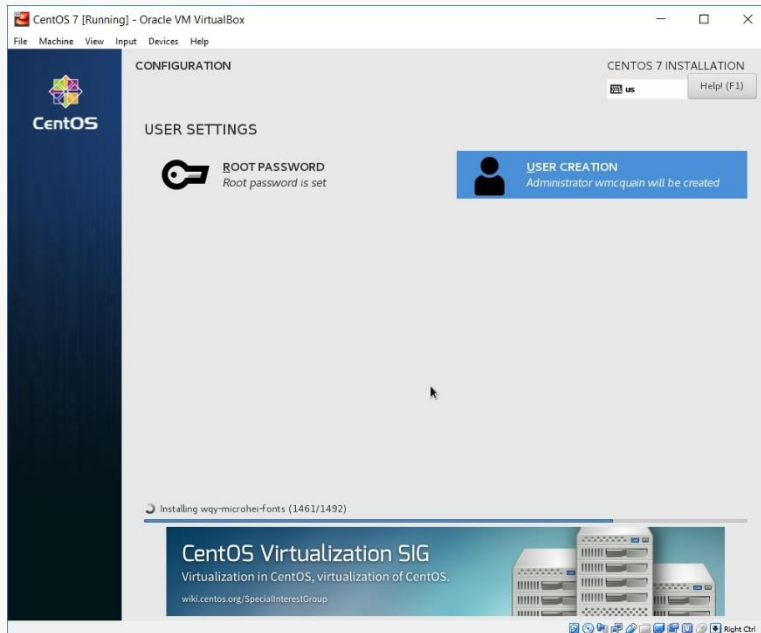 CentOS 7 [Running] - Oracle VM VirtualBox
File Machine View Input Devices Help
CentOS
CONFIGURATION
CENTOS 7 INSTALLATION
us
Help! (F1)
USER SETTINGS
ROOT PASSWORD
Root password is set
USER CREATION
Administrator wmcquain will be created
Installing wqy-microhei-fonts (1461/1492)
CentOS Virtualization SIG
Virtualization in CentOS, virtualization of CentOS.
wiki.centos.org/SpecialInterestGroup
Right Ctrl